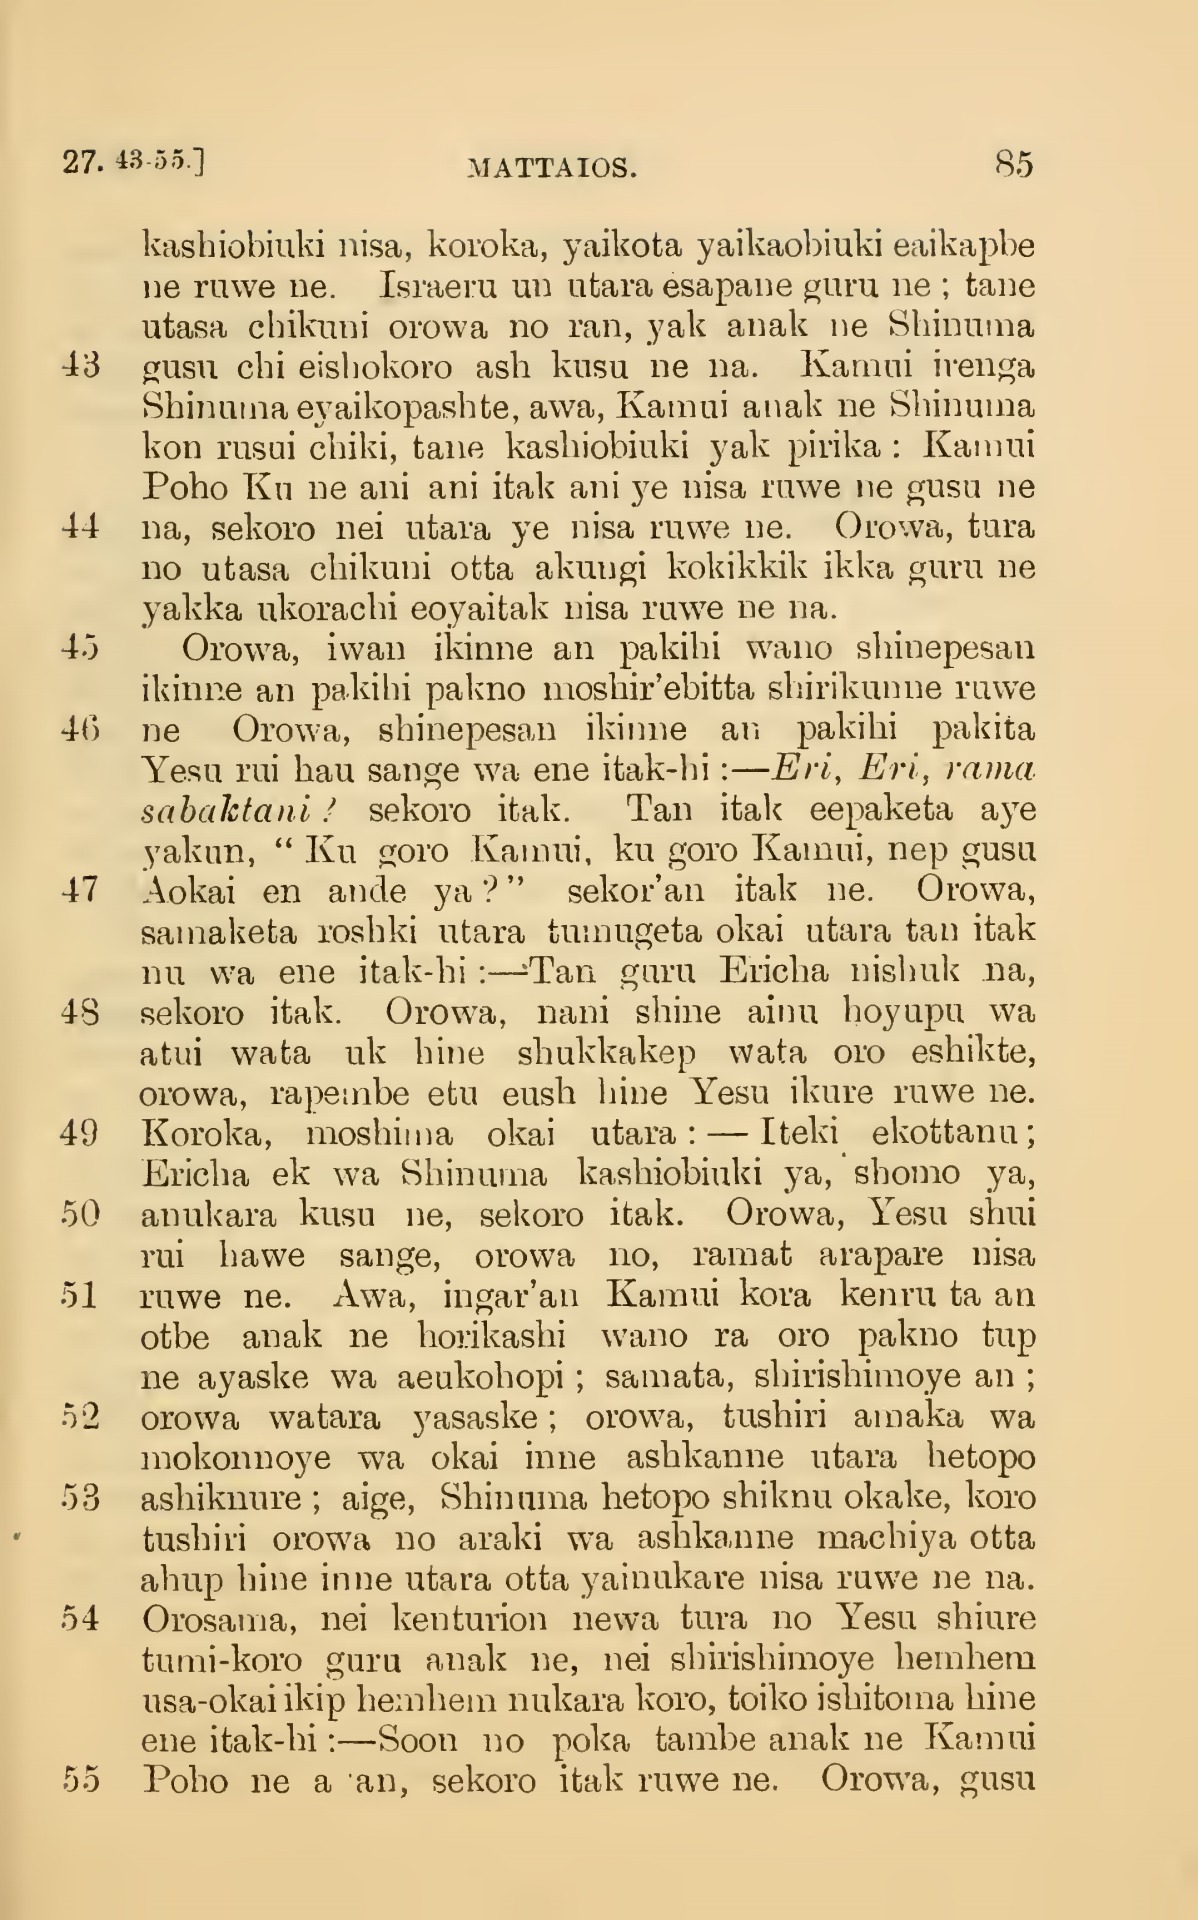 27. 43-55.] MATTAIOS. 85
kashiobiuki nisa, koroka, yaikota yaikaobiuki eaikapbe
ne ruwe ne. Israeru un utara esapane guru ne ; tane
utasa chikuni orowa no ran, yak anak ne Shinuma
43 gusu chi eishokoro ash kusu ne na. Kamui irenga
Shinuma eyaikopashte, awa, Kamui anak ne Shinuma
kon rusui chiki, tane kashiobiuki yak pirika : Kamui
Poho Ku ne ani ani itak ani ye nisa ruwe ne gusu ne
44 na, sekoro nei utara ye nisa ruwe ne. Orowa, tura
no utasa chikuni otta akuugi kokikkik ikka guru ne
yakka ukorachi eoyaitak nisa ruwe ne na.
45 Orowa, iwan ikinne an pakihi wano shinepesan
ikinne an pakihi pakno moshir'ebitta shirikunne ruwe
46 ne Orowa, shinepesan ikinne an pakihi pakita
Yesu rui hau sange wa ene itak-hi :—Eri, Eri, rama
sabaktani ? sekoro itak. Tan itak eepaketa aye
yakun, “ Ku goro Kamui, ku goro Kamui, nep gusu
47 Aokai en ande ya ? ” sekor'an itak ne. Orowa,
samaketa roshki utara tumugeta okai utara tan itak
nu wa ene itak-hi :—Tan guru Ericha nishuk na,
48 sekoro itak. Orowa, nani shine ainu hoyupu wa
atui wata uk hine shukkakep wata oro eshikte,
orowa, rapembe etu eush hine Yesu ikure ruwe ne.
49 Koroka, moshima okai utara : — Iteki ekottanu ;
Ericha ek wa Shinuma kashiobiuki ya, shomo ya,
50 anukara kusu ne, sekoro itak. Orowa, Yesu shui
rui hawe sange, orowa no, ramat arapare nisa
51 ruwe ne. Awa, ingar'an Kamui kora kenru ta an
otbe anak ne horikashi wano ra oro pakno tup
ne ayaske wa aeukohopi ; samata, shirishimoye an ;
52 orowa watara yasaske ; orowa, tushiri amaka wa
mokonnoye wa okai inne ashkanne utara hetopo
53 ashiknure ; aige, Shinuma hetopo shiknu okake, koro
tushiri orowa no araki wa ashkanne machiya otta
ahup hine inne utara otta yainukare nisa ruwe ne na.
54 Orosama, nei kenturion newa tura no Yesu shiure
tumi-koro guru anak ne, nei shirishimoye hemhem
usa-okai ikip hemhem nukara koro, toiko ishitoma hine
ene itak-hi :—Soon no poka tambe anak ne Kamui
55 Poho ne a an, sekoro itak ruwe ne. Orowa, gusu